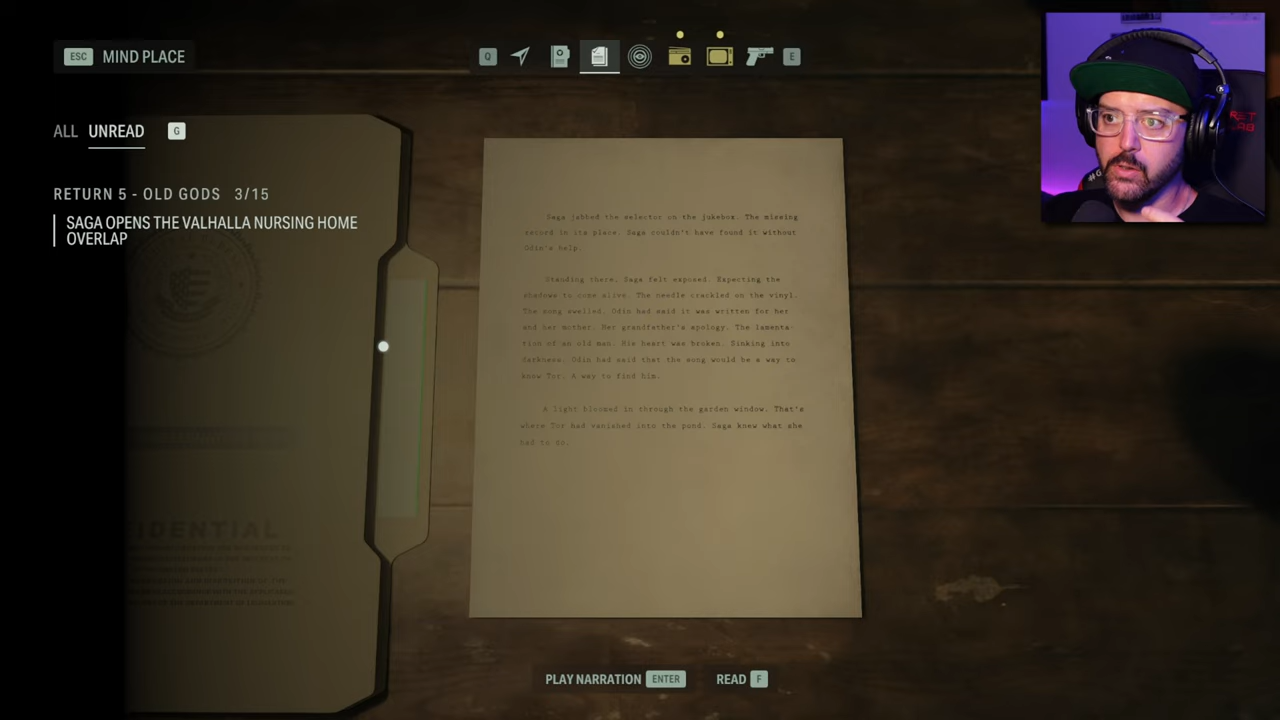 ESC MIND PLACE
Q E
ALL UNREAD G
RETURN 5 - OLD GODS 3/15
SAGA OPENS THE VALHALLA NURSING HOME
OVERLAP
Saga jabbed the selector on the jukebox. The missing
record in its place. Saga couldn't have found it without
Odin's help.
Standing there, Saga felt exposed. Expecting the
shadows to come alive. The needle crackled on the vinyl.
The song swelled. Odin had said it was written for her
and her mother. Her grandfather's apology. The lamenta-
tion of an old man. His heart was broken. Sinking into
darkness. Odin had said that the song would be a way to
know Tor. A way to find him.
A light bloomed in through the garden window. That's
where Tor had vanished into the pond. Saga knew what she
had to do.
IDENTIAL
PLAY NARRATION ENTER READ F